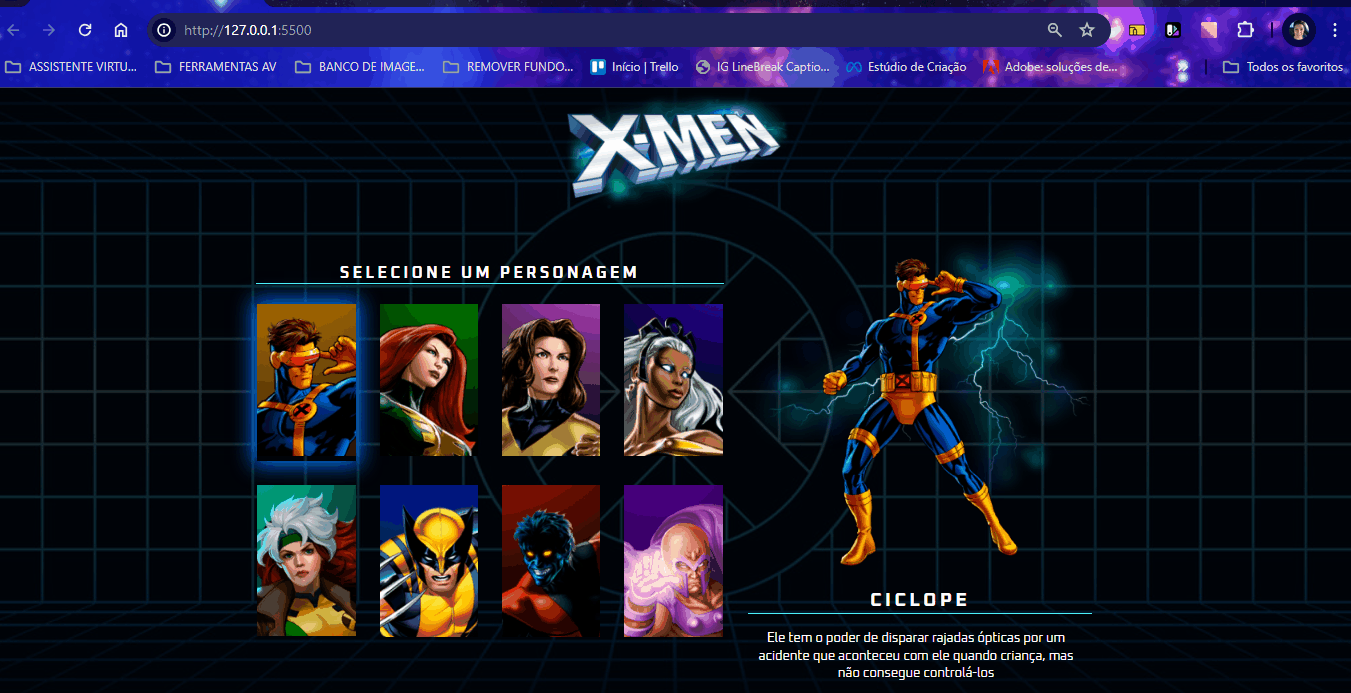 http://127.0.0.1:5500
ASSISTENTE VIRTU...
FERRAMENTAS AV
BANCO DE IMAGE...
REMOVER FUNDO...
Início | Trello
IG LineBreak Captio...
Estúdio de Criação
Adobe: soluções de...
Todos os favoritos
X-MEN
SELECIONE UM PERSONAGEM
CICLOPE
Ele tem o poder de disparar rajadas ópticas por um
acidente que aconteceu com ele quando criança, mas
não consegue controlá-los